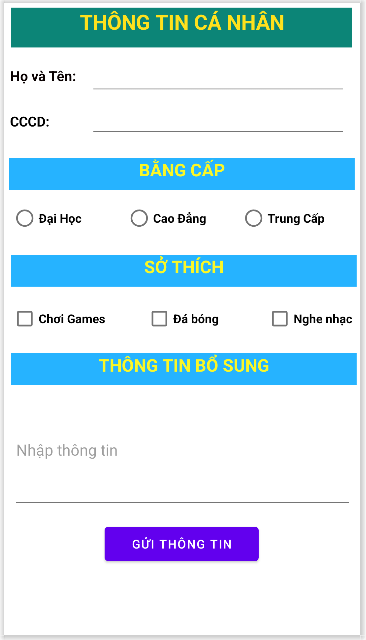 THÔNG TIN CÁ NHÂN
Họ và Tên:
CCCD:
BẰNG CẤP
Đại Học Cao Đẳng Trung Cấp
SỞ THÍCH
Chơi Games Đá bóng Nghe nhạc
THÔNG TIN BỔ SUNG
Nhập thông tin
GỬI THÔNG TIN